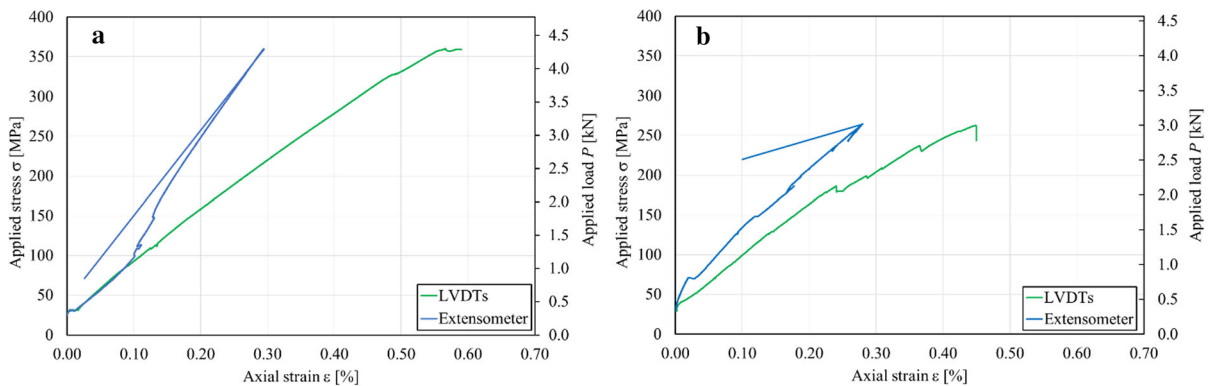 a
400
350
300
250
200
150
100
50
0
Applied stress σ [MPa]
4.5
4.0
3.5
3.0
2.5
2.0
1.5
1.0
0.5
0.0
Applied load P [kN]
LVDTs
Extensometer
0.00 0.10 0.20 0.30 0.40 0.50 0.60 0.70
Axial strain ε [%]
b
400
350
300
250
200
150
100
50
0
Applied stress σ [MPa]
4.5
4.0
3.5
3.0
2.5
2.0
1.5
1.0
0.5
0.0
Applied load P [kN]
LVDTs
Extensometer
0.00 0.10 0.20 0.30 0.40 0.50 0.60 0.70
Axial strain ε [%]